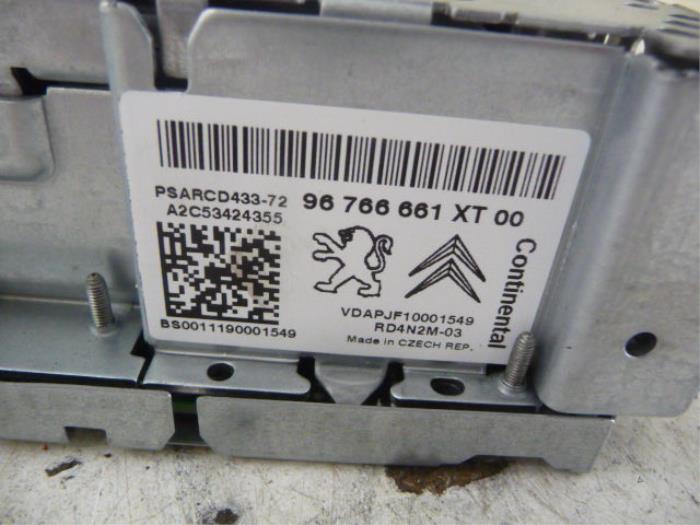 PSARCD433-72 96 766 661 XT 00
A2C53424355
Continental
VDAPJF10001549
RD4N2M-03
BS0011190001549
Made in CZECH REP.